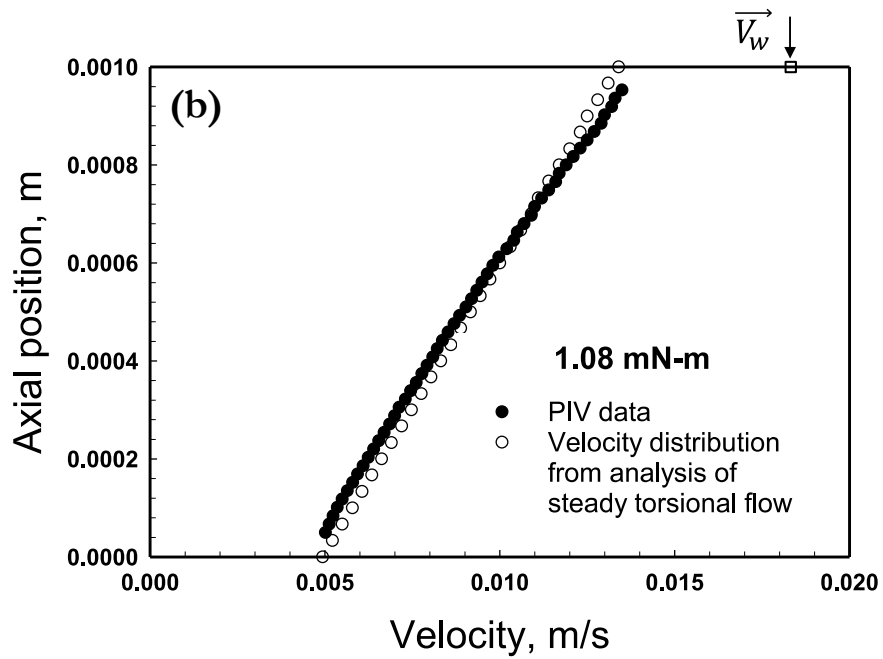 V_w
0.0010
(b)
0.0008
0.0006
0.0004
0.0002
0.0000
Axial position, m
1.08 mN-m
PIV data
Velocity distribution
from analysis of
steady torsional flow
0.000
0.005
0.010
0.015
0.020
Velocity, m/s